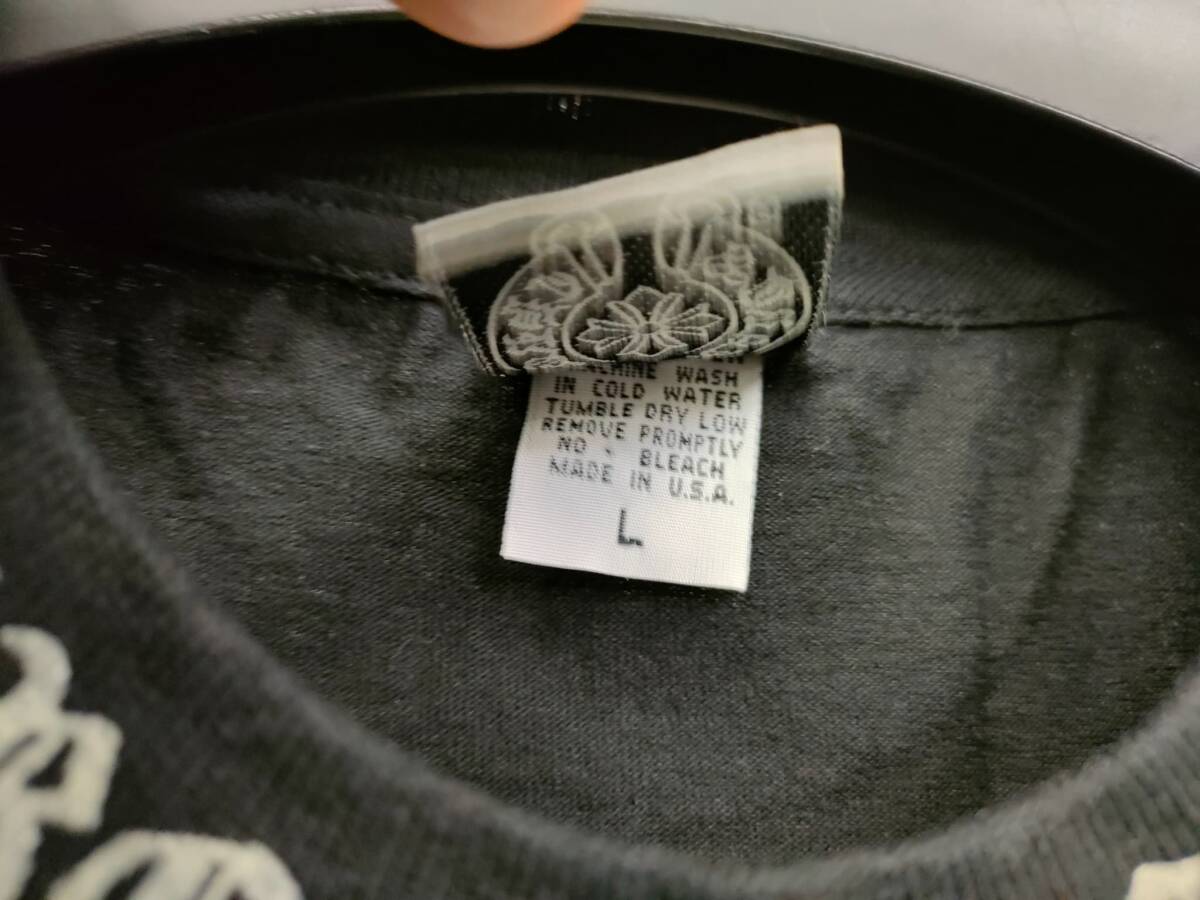 MACHINE WASH
IN COLD WATER
TUMBLE DRY LOW
REMOVE PROMPTLY
NO . BLEACH
MADE IN U.S.A.
L